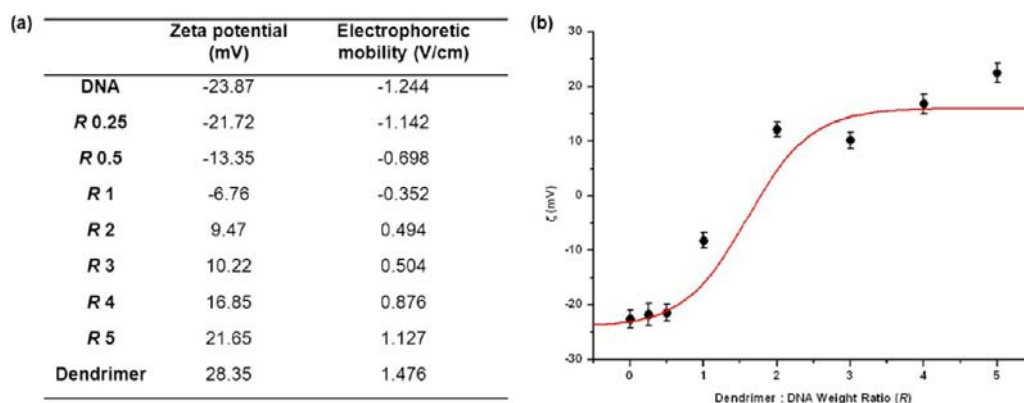 (a)
Zeta potential (mV) Electrophoretic mobility (V/cm)
DNA -23.87 -1.244
R 0.25 -21.72 -1.142
R 0.5 -13.35 -0.698
R 1 -6.76 -0.352
R 2 9.47 0.494
R 3 10.22 0.504
R 4 16.85 0.876
R 5 21.65 1.127
Dendrimer 28.35 1.476
(b)
30
20
10
0
-10
-20
-30
ζ (mV)
0 1 2 3 4 5
Dendrimer : DNA Weight Ratio (R)